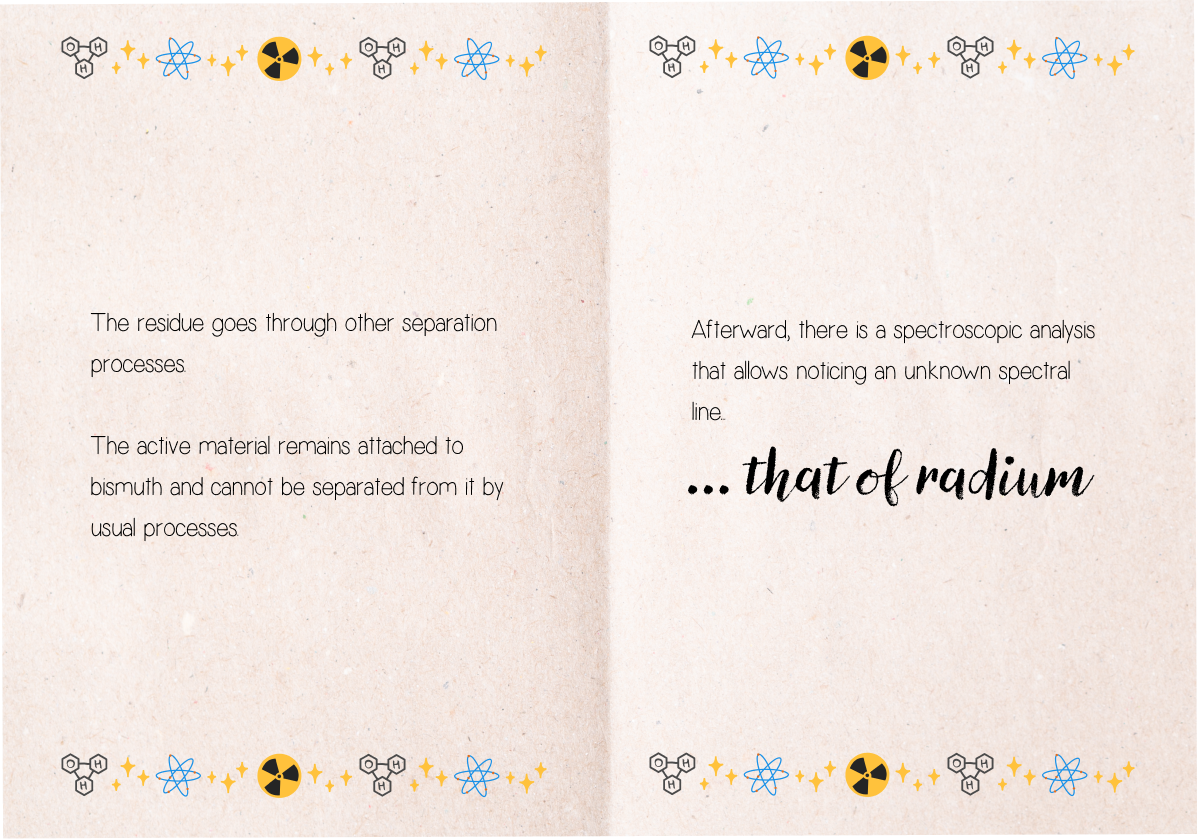 The residue goes through other separation
processes.
The active material remains attached to
bismuth and cannot be separated from it by
usual processes.
Afterward, there is a spectroscopic analysis
that allows noticing an unknown spectral
line...
... that of radium